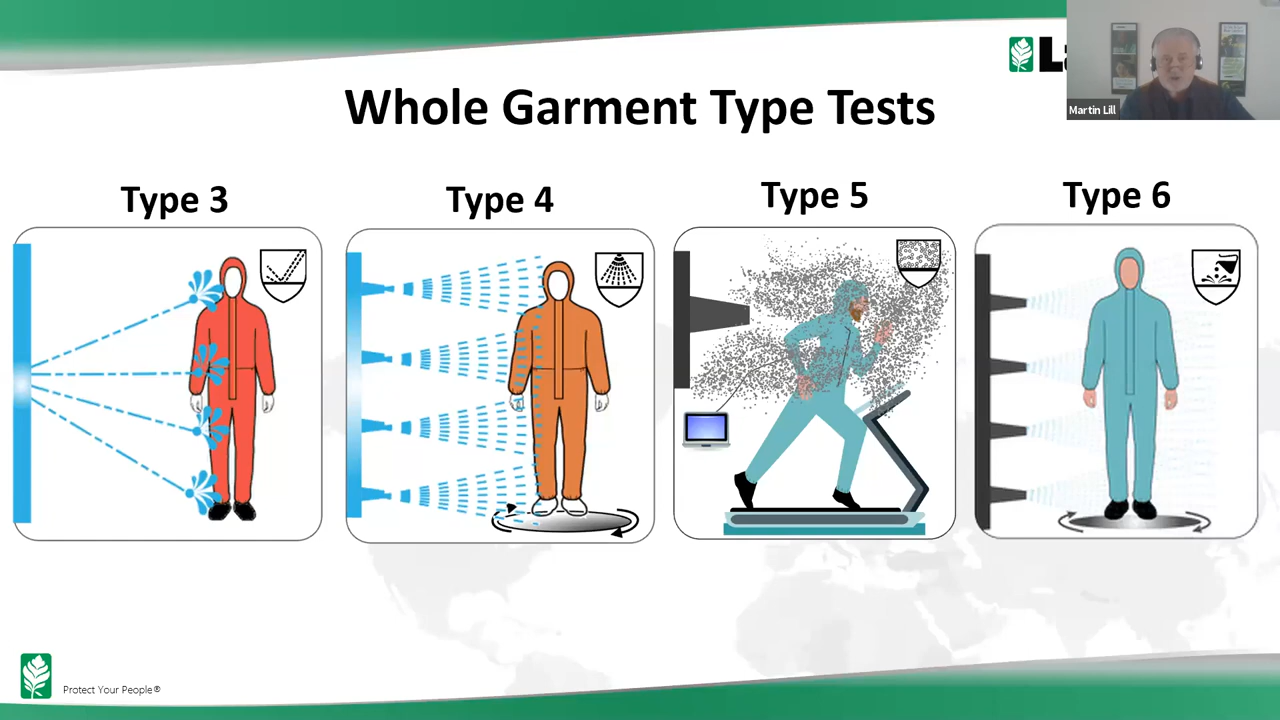 Martin Lill
Whole Garment Type Tests
Type 3
Type 4
Type 5
Type 6
Protect Your People®